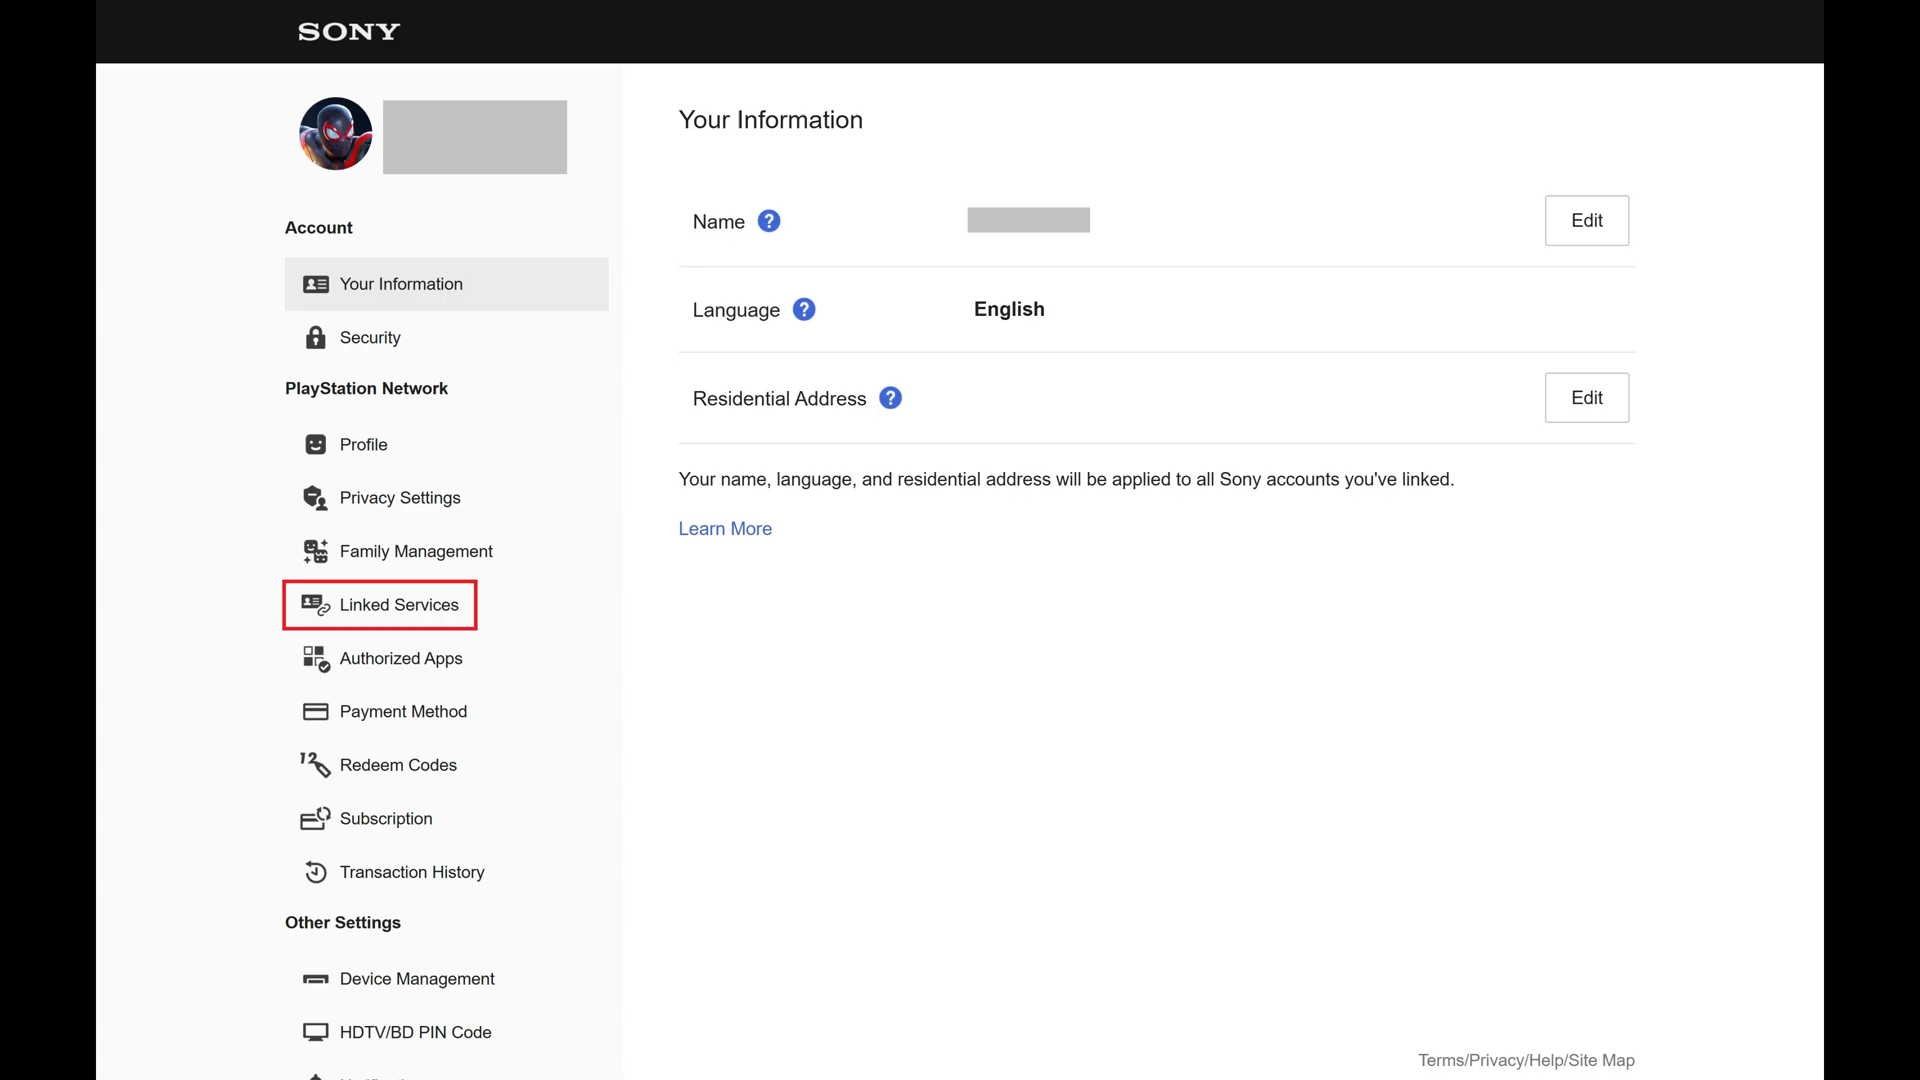 SONY
Account
Your Information
Security
PlayStation Network
Profile
Privacy Settings
Family Management
Linked Services
Authorized Apps
Payment Method
Redeem Codes
Subscription
Transaction History
Other Settings
Device Management
HDTV/BD PIN Code
Your Information
Name ?
Edit
Language ? English
Residential Address ?
Edit
Your name, language, and residential address will be applied to all Sony accounts you've linked.
Learn More
Terms/Privacy/Help/Site Map